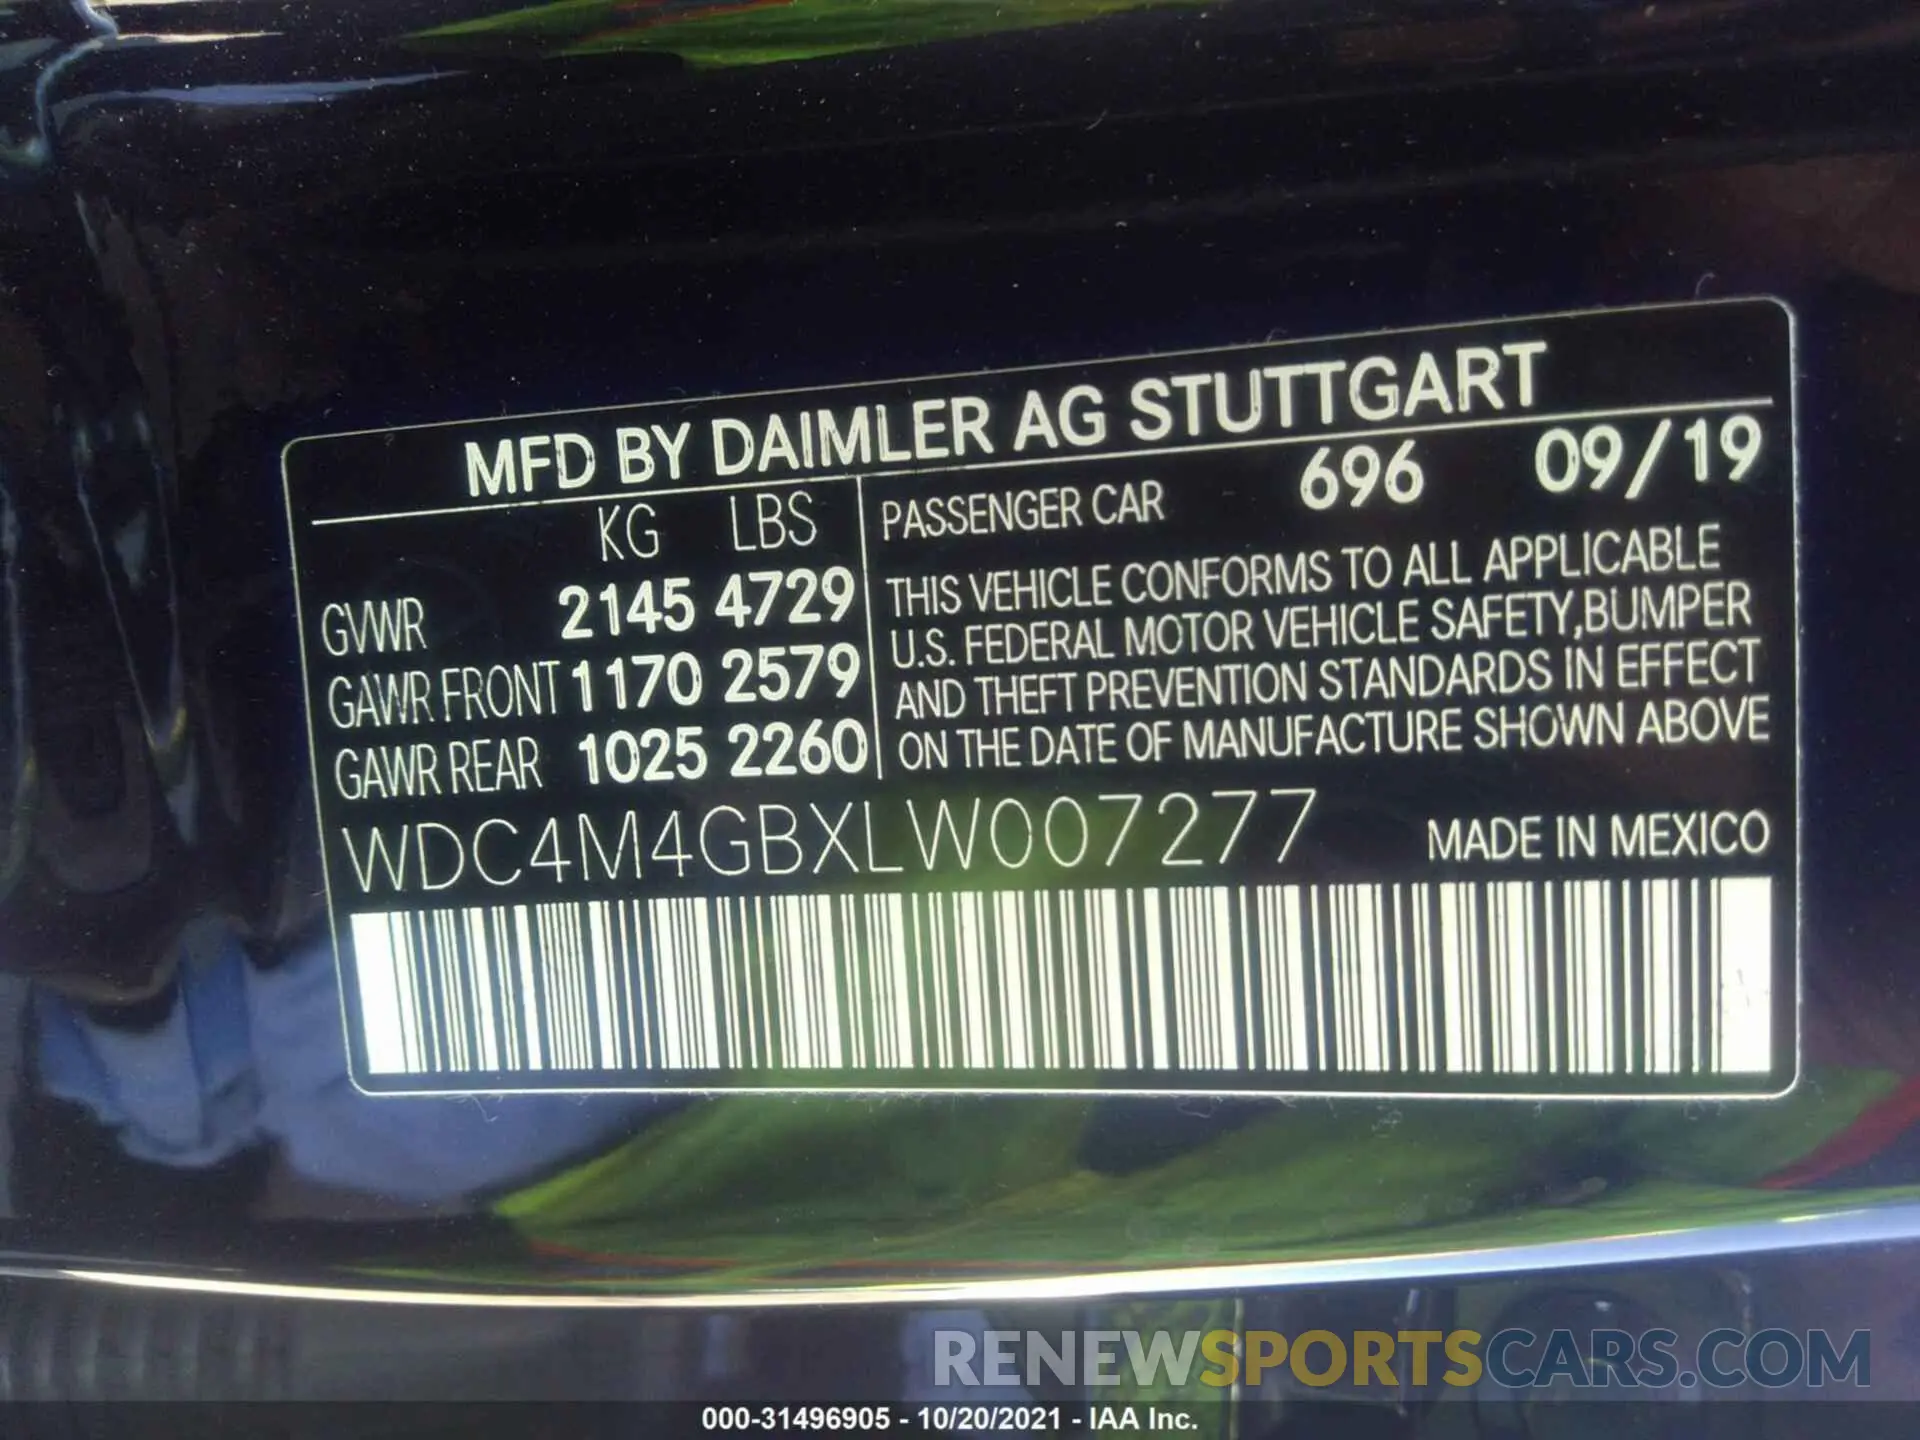 MFD BY DAIMLER AG STUTTGART
KG LBS
GVWR 2145 4729
GAWR FRONT 1170 2579
GAWR REAR 1025 2260
PASSENGER CAR 696 09/19
THIS VEHICLE CONFORMS TO ALL APPLICABLE
U.S. FEDERAL MOTOR VEHICLE SAFETY,BUMPER
AND THEFT PREVENTION STANDARDS IN EFFECT
ON THE DATE OF MANUFACTURE SHOWN ABOVE
WDC4M4GBXLW007277 MADE IN MEXICO
RENEWSPORTSCARS.COM
000-31496905 - 10/20/2021 - IAA Inc.